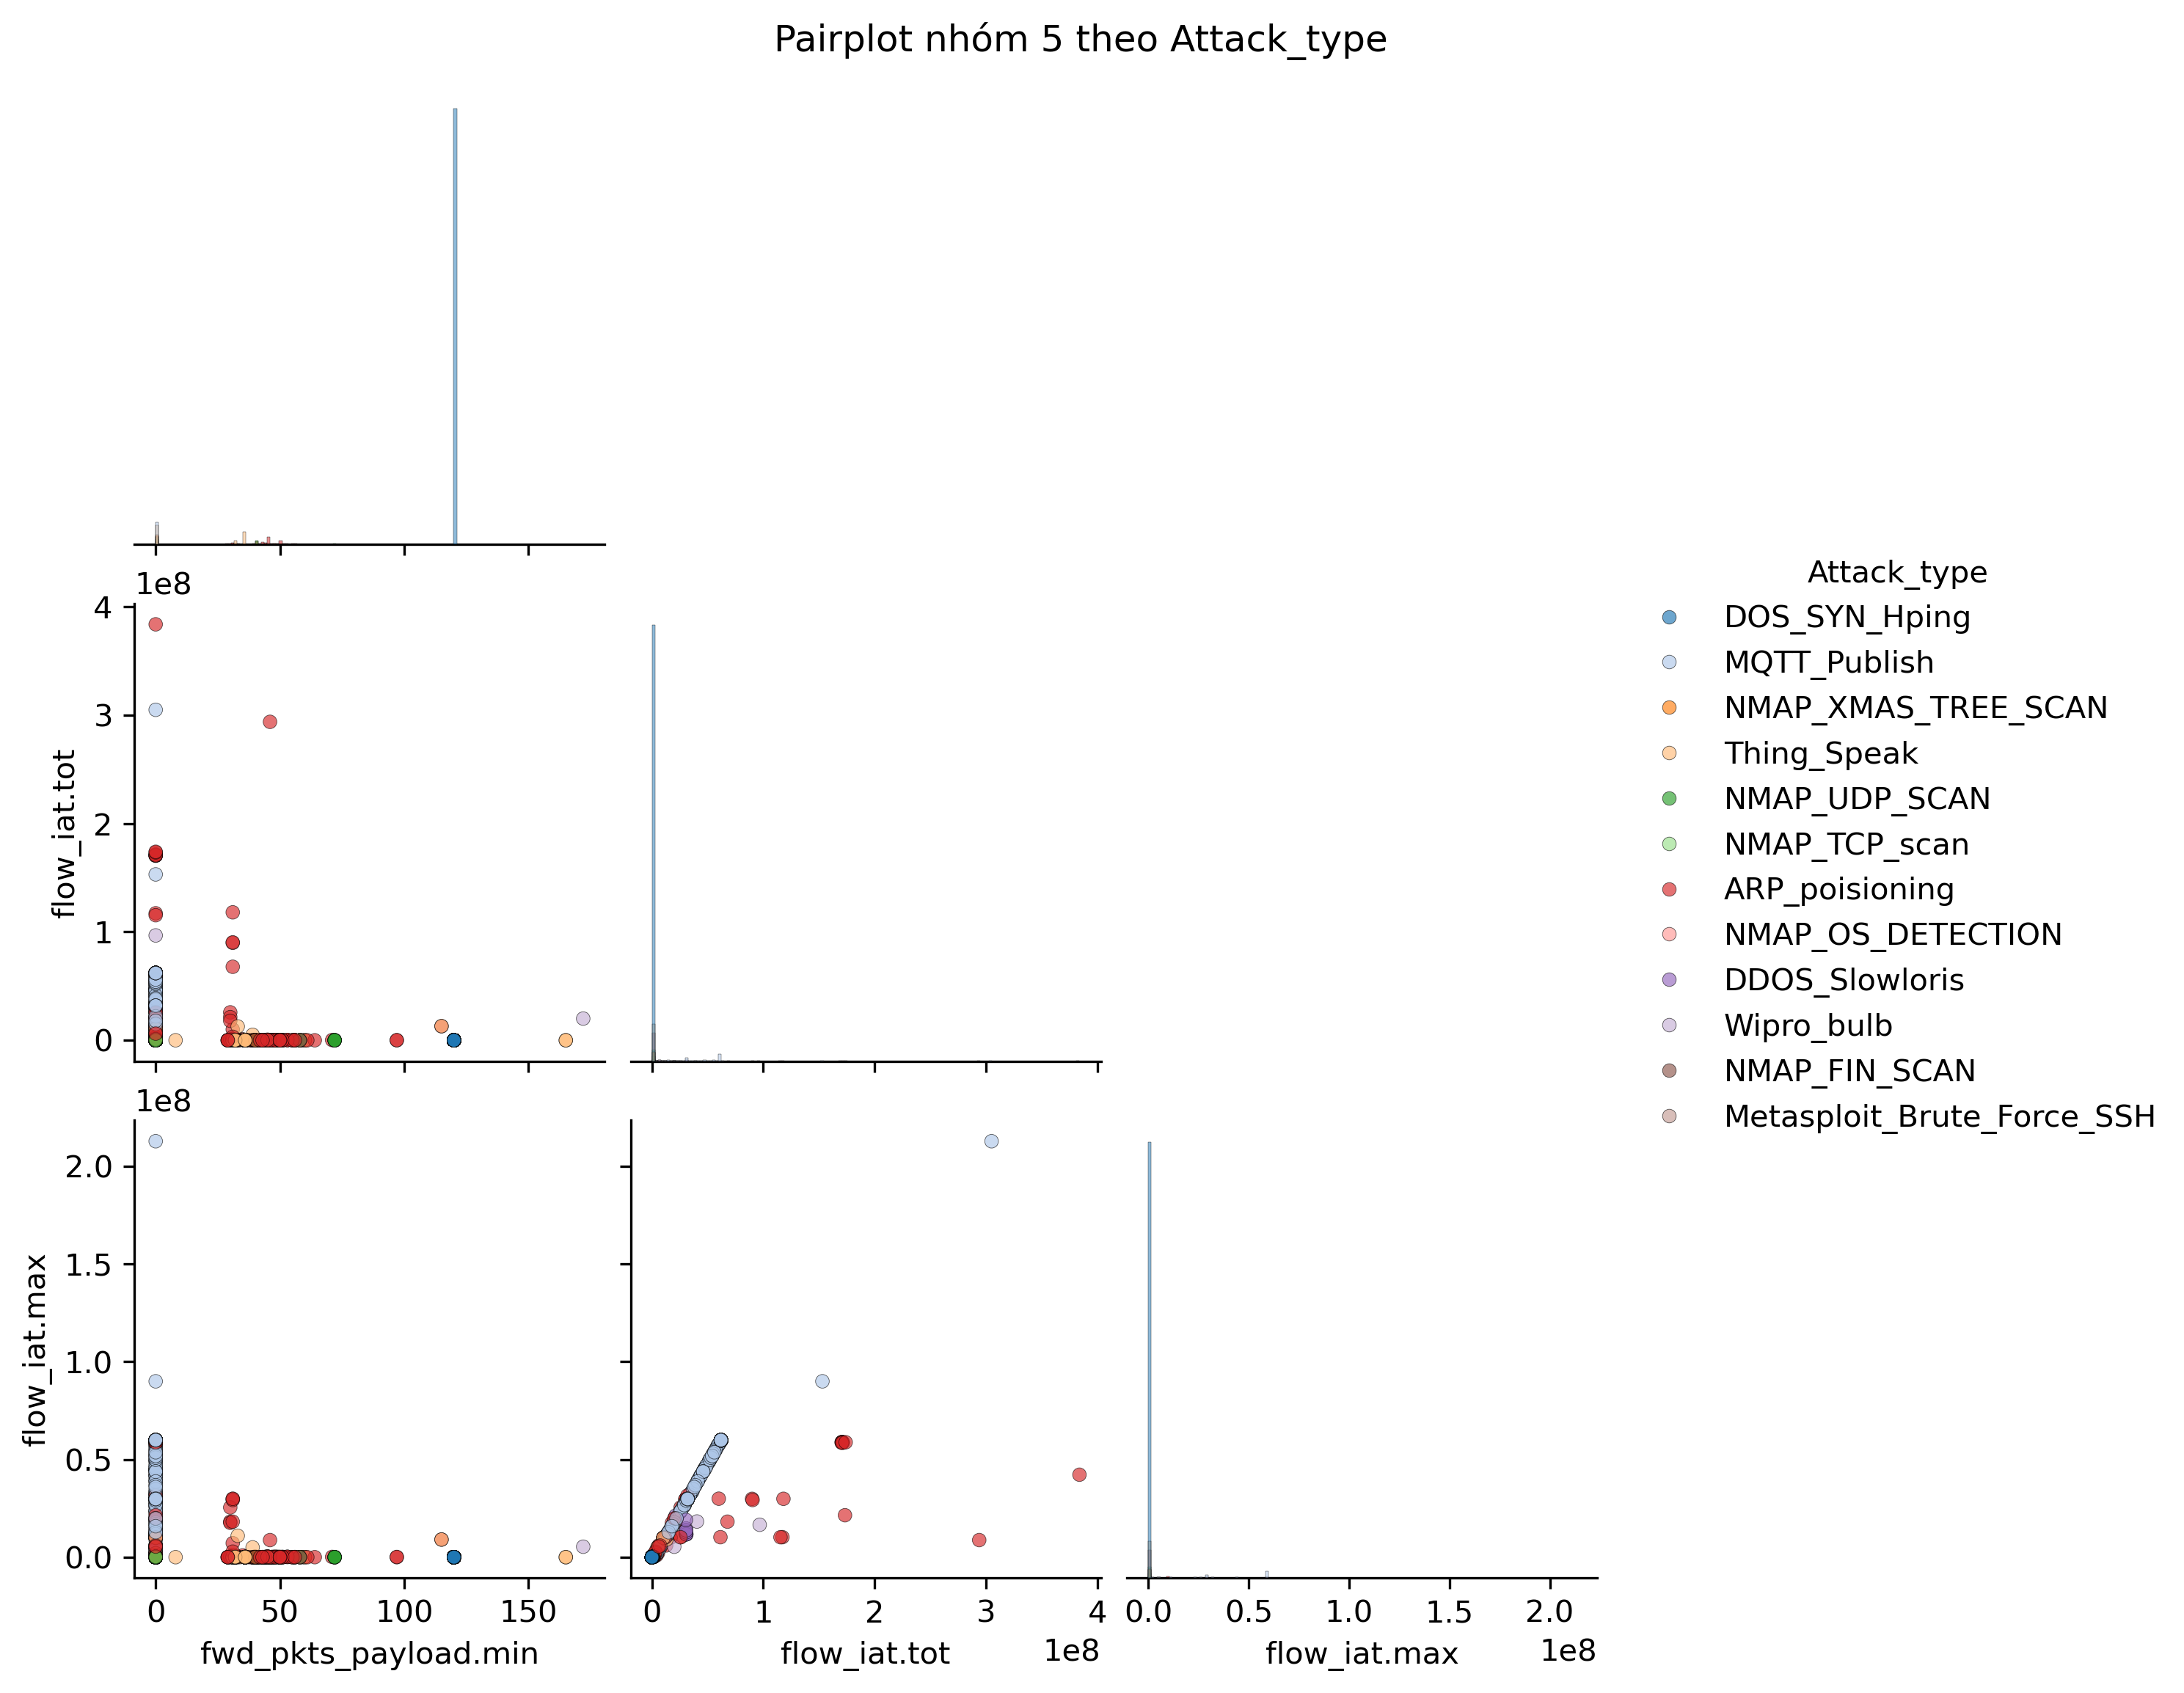 Pairplot nhóm 5 theo Attack_type
1e8
4
3
2
1
0
flow_iat.tot
1e8
2.0
1.5
1.0
0.5
0.0
flow_iat.max
0 50 100 150
fwd_pkts_payload.min
0 1 2 3 4
1e8
flow_iat.tot
0.0 0.5 1.0 1.5 2.0
1e8
flow_iat.max
Attack_type
DOS_SYN_Hping
MQTT_Publish
NMAP_XMAS_TREE_SCAN
Thing_Speak
NMAP_UDP_SCAN
NMAP_TCP_scan
ARP_poisioning
NMAP_OS_DETECTION
DDOS_Slowloris
Wipro_bulb
NMAP_FIN_SCAN
Metasploit_Brute_Force_SSH